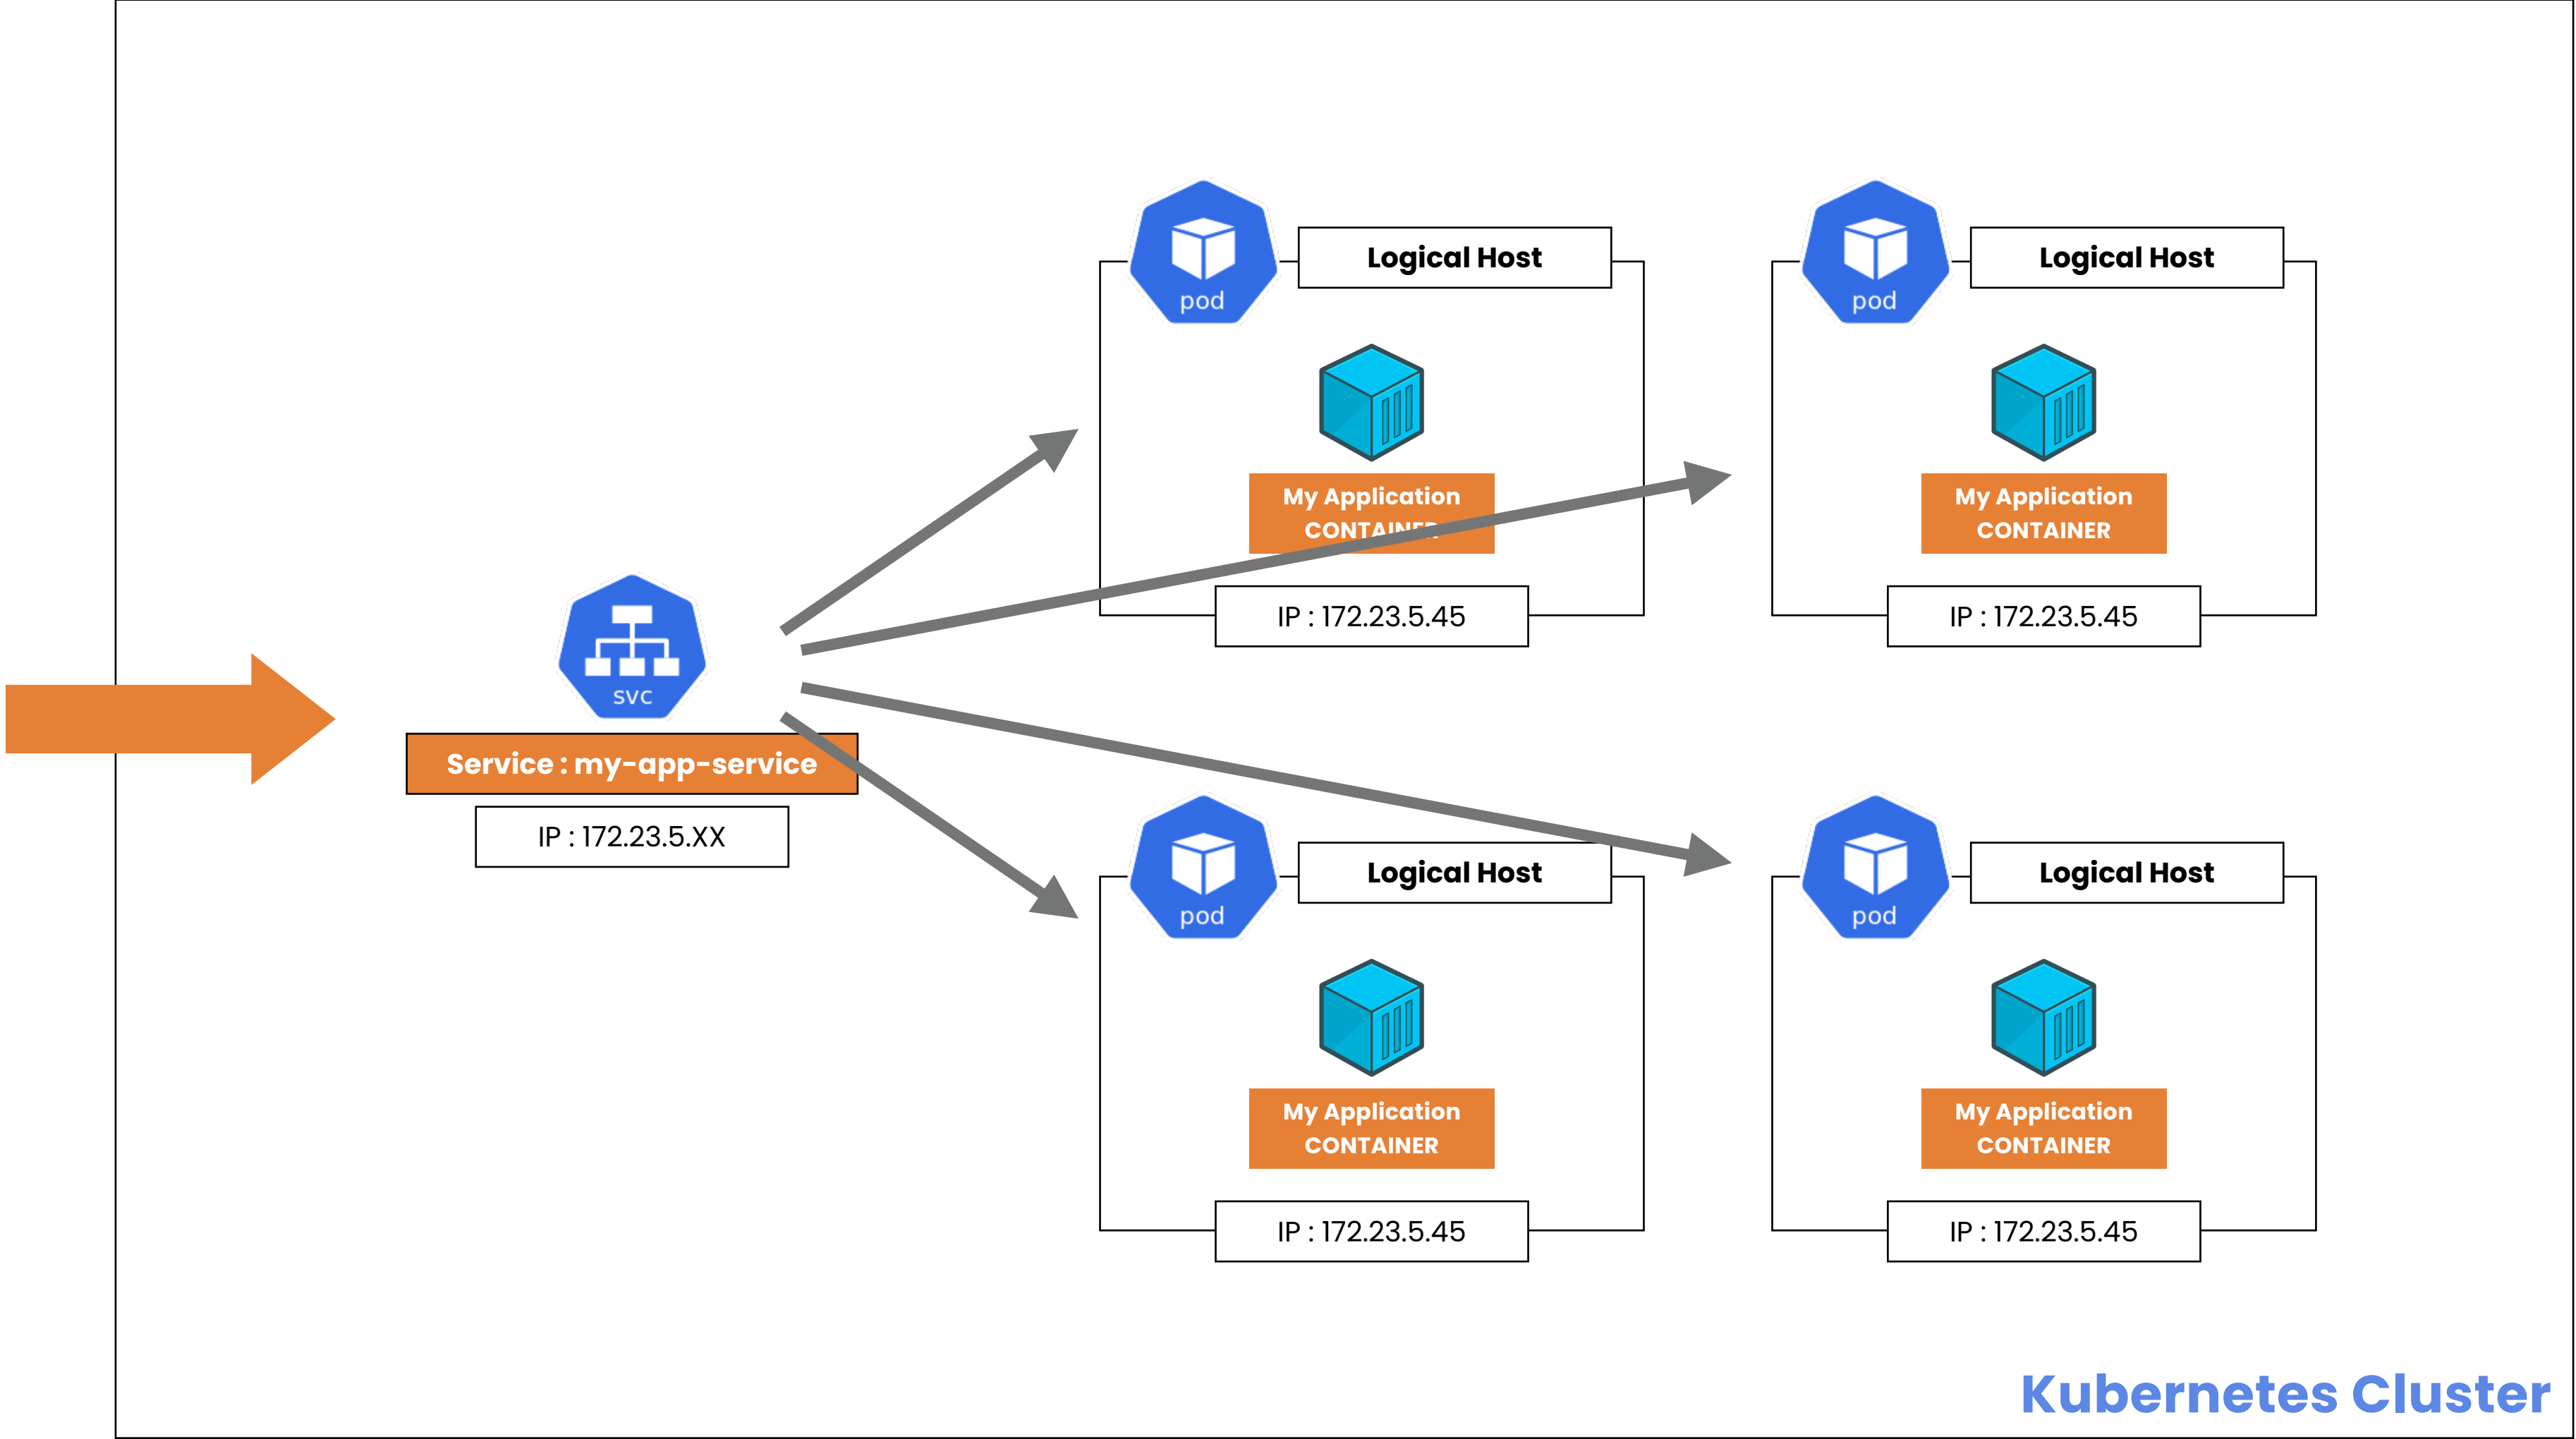 pod
Logical Host
My Application
CONTAINER
IP : 172.23.5.45
pod
Logical Host
My Application
CONTAINER
IP : 172.23.5.45
svc
Service : my-app-service
IP : 172.23.5.XX
pod
Logical Host
My Application
CONTAINER
IP : 172.23.5.45
pod
Logical Host
My Application
CONTAINER
IP : 172.23.5.45
Kubernetes Cluster